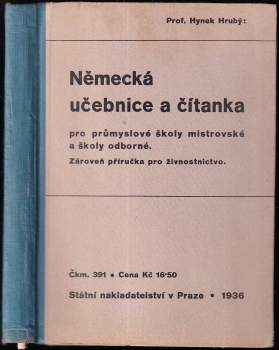 Prof. Hynek Hrubý:
Německá
učebnice a čítanka
pro průmyslové školy mistrovské
a školy odborné.
Zároveň příručka pro živnostnictvo.
Čkm. 391 • Cena Kč 16·50
Státní nakladatelství v Praze • 1936